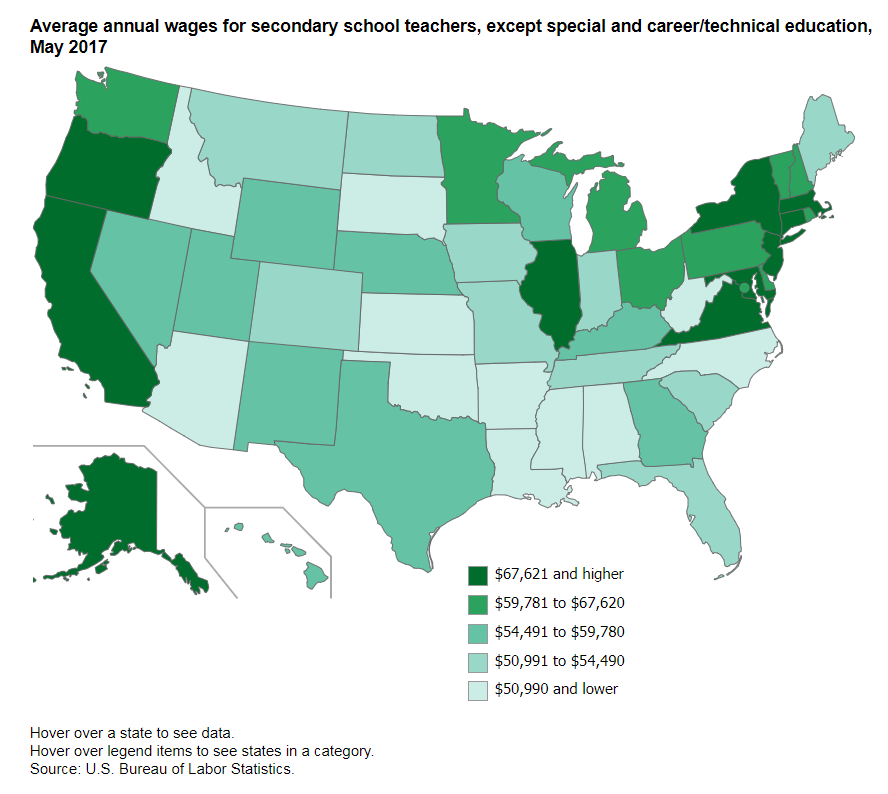 Average annual wages for secondary school teachers, except special and career/technical education,
May 2017
$67,621 and higher
$59,781 to $67,620
$54,491 to $59,780
$50,991 to $54,490
$50,990 and lower
Hover over a state to see data.
Hover over legend items to see states in a category.
Source: U.S. Bureau of Labor Statistics.